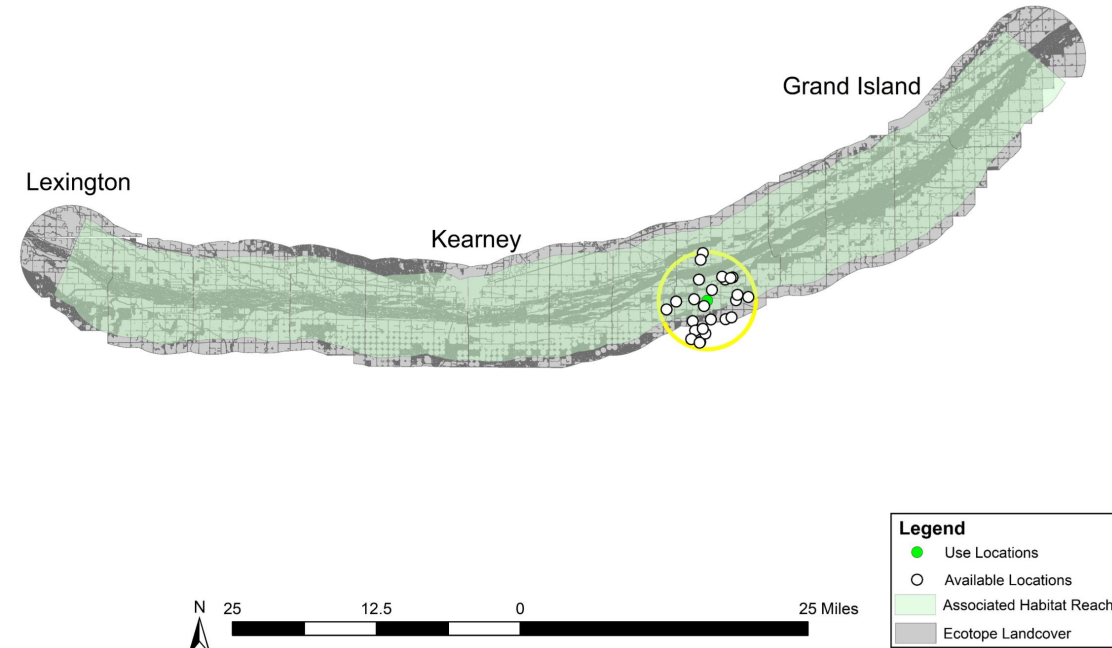 Grand Island
Lexington
Kearney
Legend
Use Locations
Available Locations
Associated Habitat Reach
Ecotope Landcover
N
25 12.5 0 25 Miles